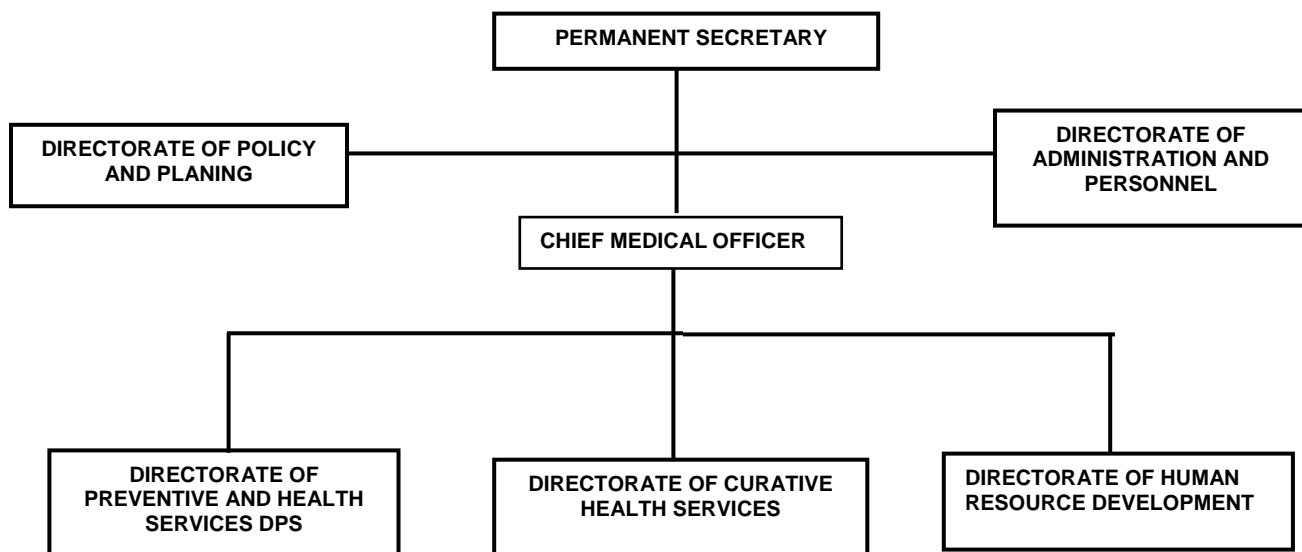 PERMANENT SECRETARY
DIRECTORATE OF POLICY
AND PLANING
DIRECTORATE OF
ADMINISTRATION AND
PERSONNEL
CHIEF MEDICAL OFFICER
DIRECTORATE OF
PREVENTIVE AND HEALTH
SERVICES DPS
DIRECTORATE OF CURATIVE
HEALTH SERVICES
DIRECTORATE OF HUMAN
RESOURCE DEVELOPMENT